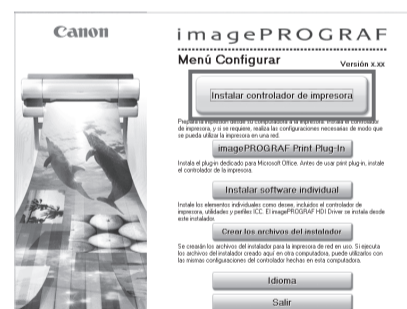 Canon
imagePROGRAF
Menú Configurar
Versión x.xx
Instalar controlador de impresora
Prepara la impresión desde su computadora a la impresora. Instala el controlador
de impresora, y si se requiere, realiza las configuraciones necesarias de modo que
se pueda utilizar la impresora en una red.
imagePROGRAF Print Plug-In
Instala el plug-in dedicado para Microsoft Office. Antes de usar print plug-in, instale
el controlador de la impresora.
Instalar software individual
Instale los elementos individuales como desee, incluidos el controlador de
impresora, utilidades y perfiles ICC. El imagePROGRAF HDI Driver se instala desde
este instalador.
Crear los archivos del instalador
Se crearán los archivos del instalador para la impresora de red en uso. Si ejecuta
los archivos del instalador creado aquí en otra computadora, puede utilizarlos con
las mismas configuraciones del controlador hechas en esta computadora.
Idioma
Salir